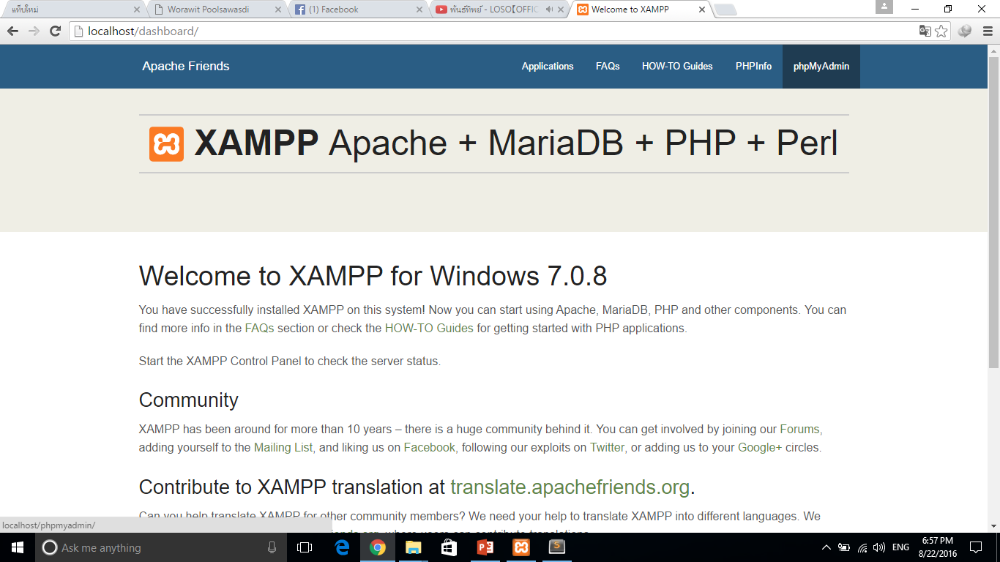 แท็บใหม่
Worawit Poolsawasdi
(1) Facebook
พันธ์ทิพย์ - LOSO【OFFIC
Welcome to XAMPP
localhost/dashboard/
Apache Friends
Applications
FAQs
HOW-TO Guides
PHPInfo
phpMyAdmin
XAMPP Apache + MariaDB + PHP + Perl
Welcome to XAMPP for Windows 7.0.8
You have successfully installed XAMPP on this system! Now you can start using Apache, MariaDB, PHP and other components. You can
find more info in the FAQs section or check the HOW-TO Guides for getting started with PHP applications.
Start the XAMPP Control Panel to check the server status.
Community
XAMPP has been around for more than 10 years – there is a huge community behind it. You can get involved by joining our Forums,
adding yourself to the Mailing List, and liking us on Facebook, following our exploits on Twitter, or adding us to your Google+ circles.
Contribute to XAMPP translation at translate.apachefriends.org.
Can you help translate XAMPP for other community members? We need your help to translate XAMPP into different languages. We
localhost/phpmyadmin/
where users can contribute translations.
Ask me anything
ENG
6:57 PM
8/22/2016